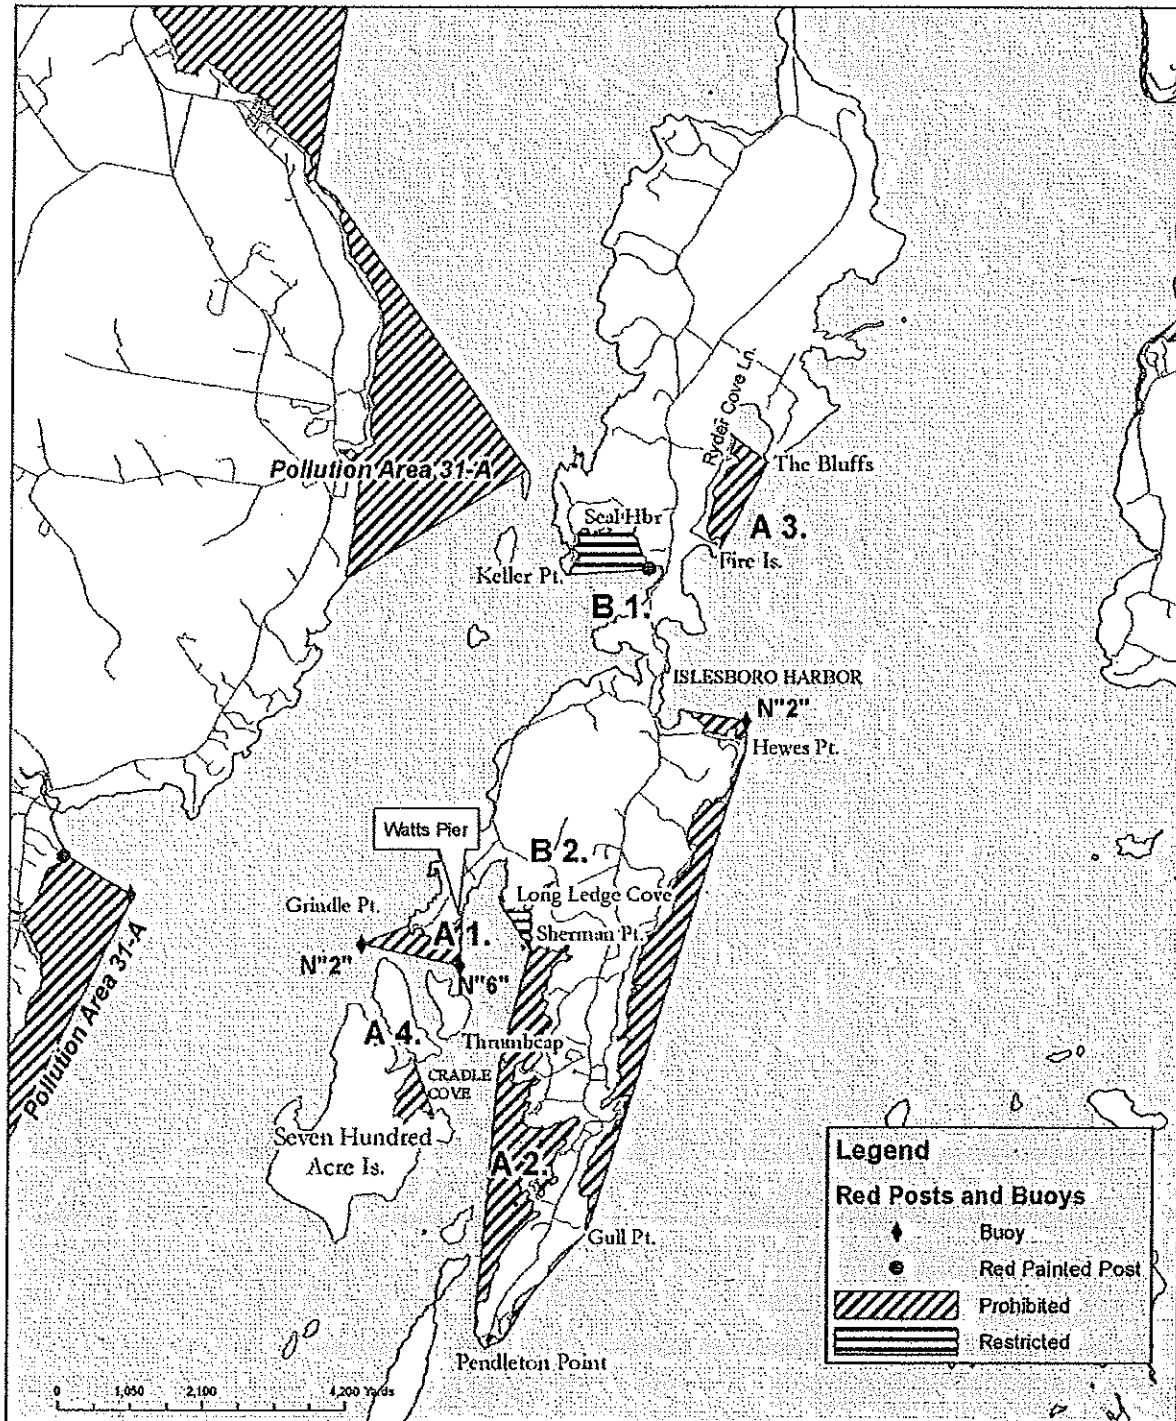 Ryder Cove Ln.
Pollution Area 31-A
The Bluffs
Seal Hbr
A 3.
Fire Is.
Keller Pt.
B 1.
ISLESBORO HARBOR
N"2"
Hewes Pt.
Watts Pier
B 2.
Long Ledge Cove
Grindle Pt.
A 1.
Sherman Pt.
N"2"
N"6"
Pollution Area 31-A
A 4.
Thrumbcap
CRADLE
COVE
Seven Hundred
Acre Is.
A 2.
Gull Pt.
Pendleton Point
Legend
Red Posts and Buoys
Buoy
Red Painted Post
Prohibited
Restricted
0 1,050 2,100 4,200 Yards